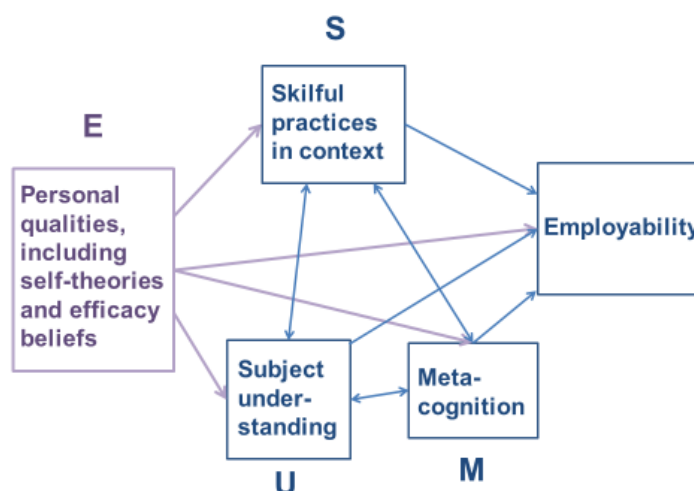 S
Skilful
practices
in context
E
Personal
qualities,
including
self-theories
and efficacy
beliefs
Employability
Subject
under-
standing
Meta-
cognition
U
M